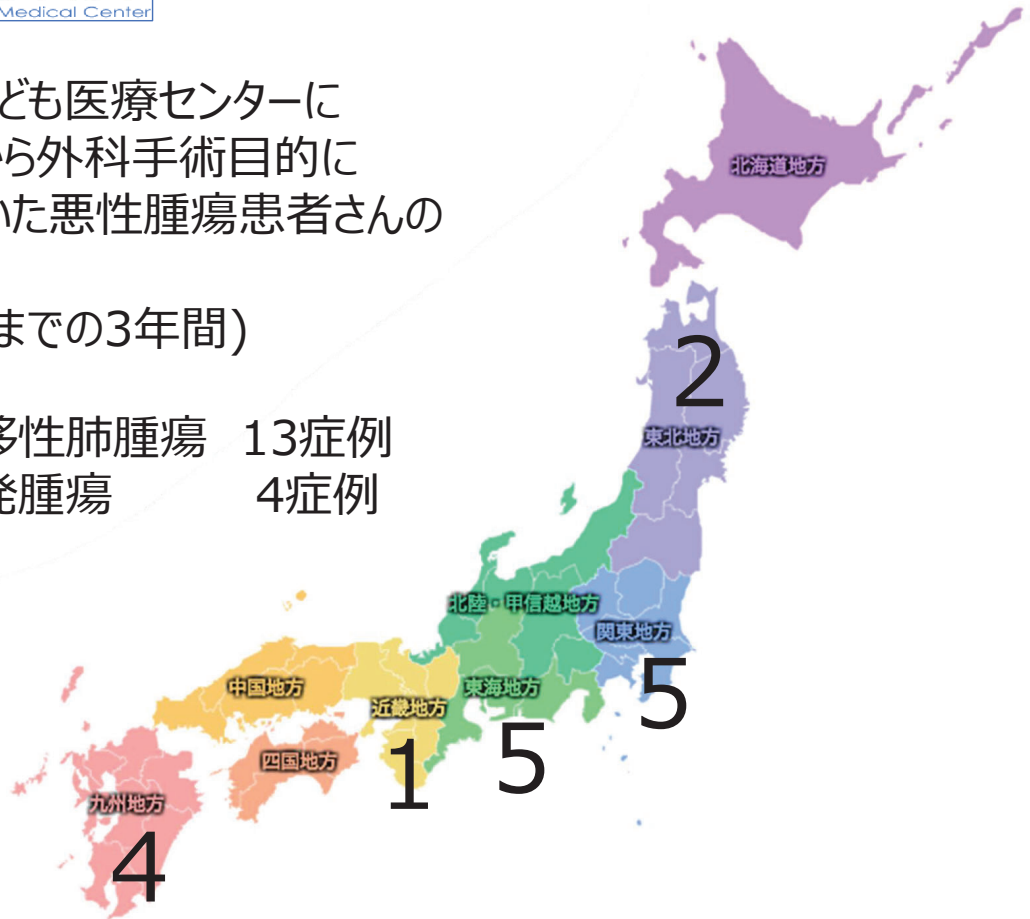 Medical Center
ども医療センターに
ら外科手術目的に
いた悪性腫瘍患者さんの
までの3年間)
多性肺腫瘍 13症例
発腫瘍 4症例
北海道地方
2
東北地方
北陸・甲信越地方
関東地方
5
中国地方
近畿地方
東海地方
5
四国地方
1
九州地方
4